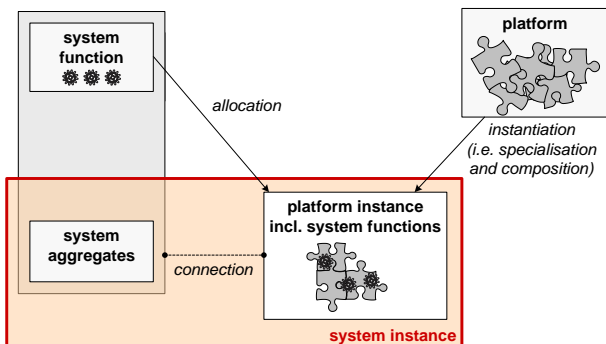 system
function
platform
allocation
instantiation
(i.e. specialisation
and composition)
platform instance
incl. system functions
system
aggregates
connection
system instance